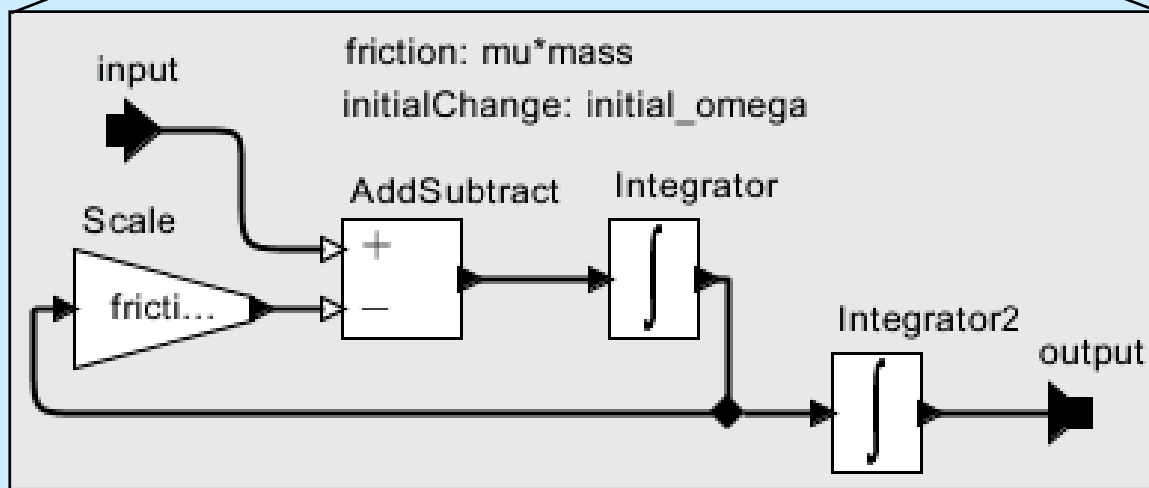 friction: mu*mass
input
initialChange: initial_omega
AddSubtract
Integrator
Scale
+
fricti...
−
∫
Integrator2
output
∫